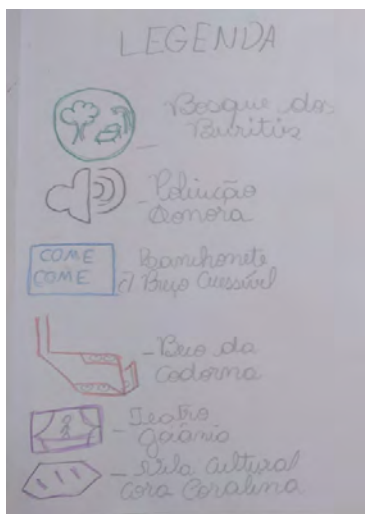 LEGENDA
Bosque dos
Buritis
Poluição
Sonora
COME
COME
Lanchonete
c/ Preço Acessível
- Beco da
Codorna
- Teatro
Goiânia
- Vila Cultural
Cora Coralina